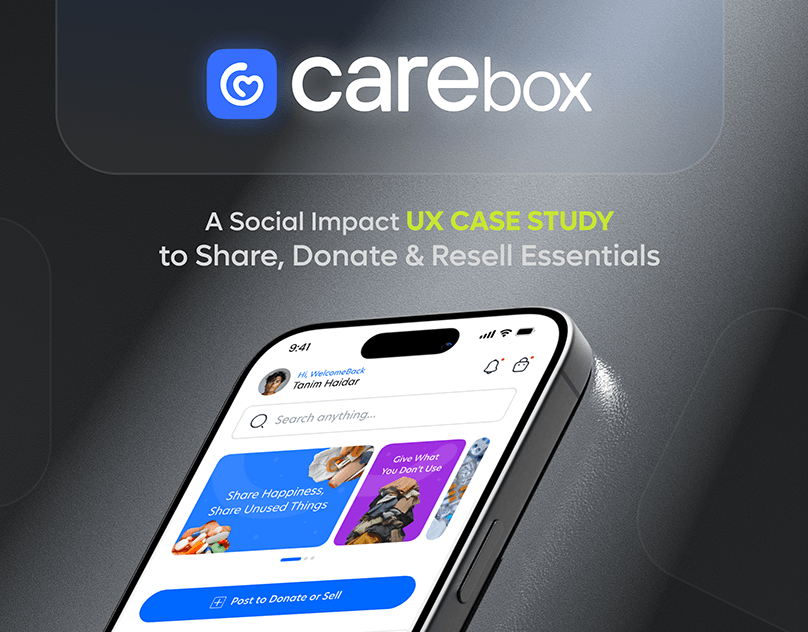 carebox
A Social Impact UX CASE STUDY
to Share, Donate & Resell Essentials
9:41
Hi, WelcomeBack
Tanim Haidar
Search anything...
Share Happiness,
Share Unused Things
Give What
You Don't Use
Post to Donate or Sell